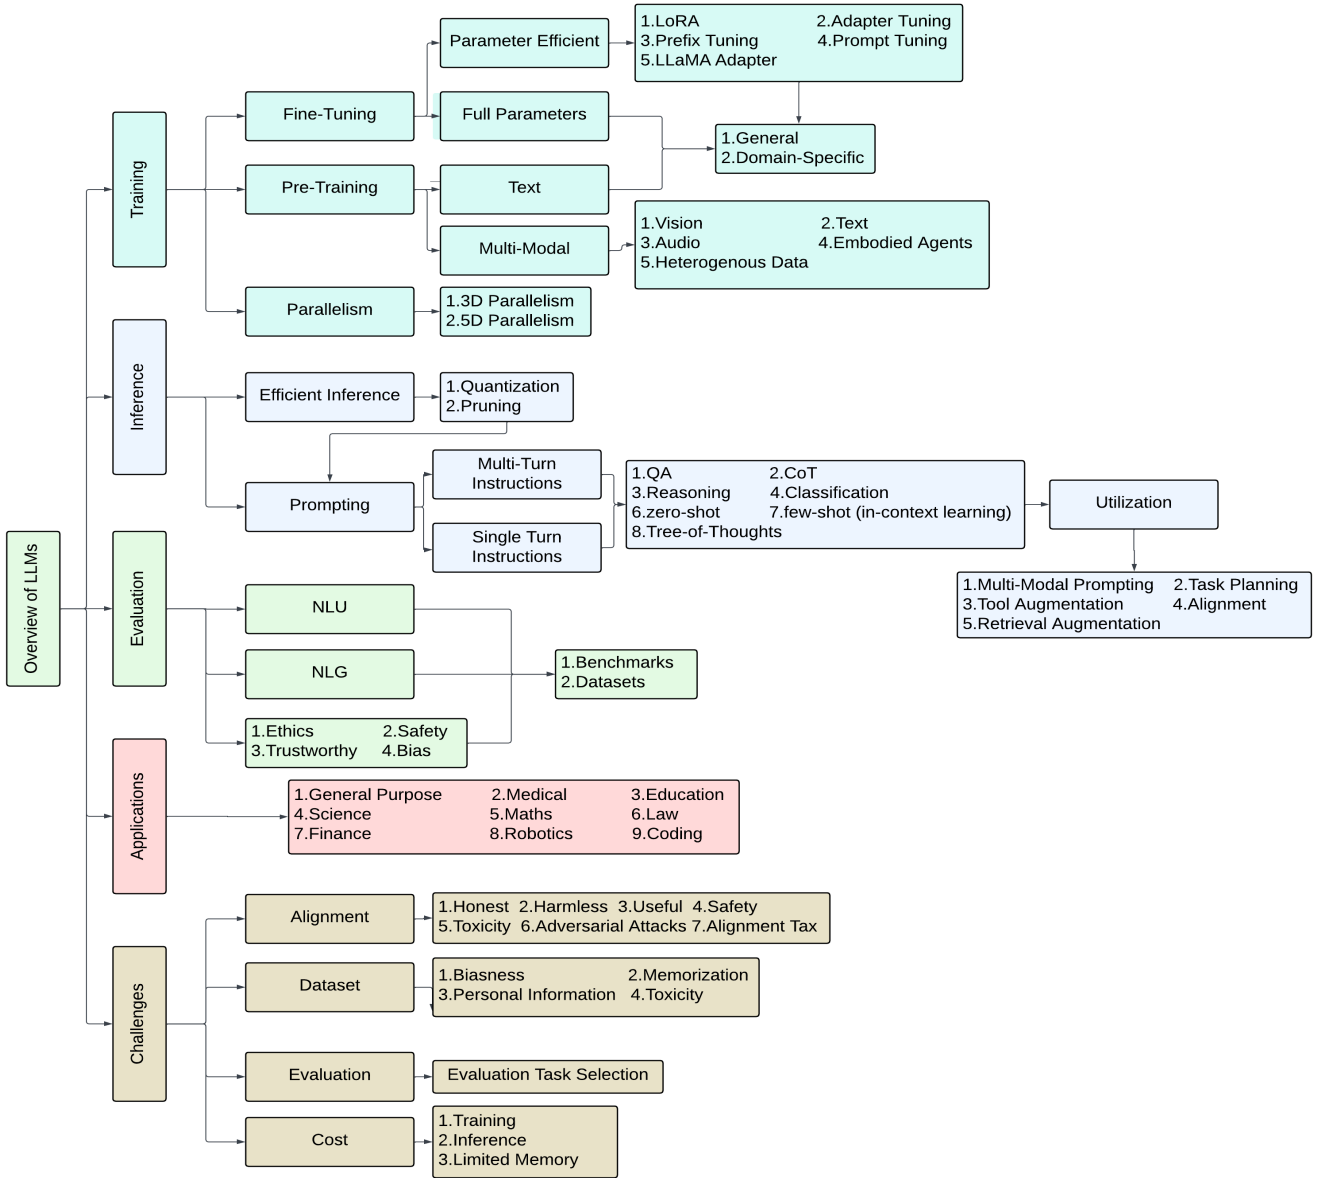 Overview of LLMs
Training
Fine-Tuning
Parameter Efficient
1.LoRA 2.Adapter Tuning
3.Prefix Tuning 4.Prompt Tuning
5.LLaMA Adapter
Full Parameters
1.General
2.Domain-Specific
Pre-Training
Text
Multi-Modal
1.Vision 2.Text
3.Audio 4.Embodied Agents
5.Heterogenous Data
Parallelism
1.3D Parallelism
2.5D Parallelism
Inference
Efficient Inference
1.Quantization
2.Pruning
Prompting
Multi-Turn
Instructions
Single Turn
Instructions
1.QA 2.CoT
3.Reasoning 4.Classification
6.zero-shot 7.few-shot (in-context learning)
8.Tree-of-Thoughts
Utilization
1.Multi-Modal Prompting 2.Task Planning
3.Tool Augmentation 4.Alignment
5.Retrieval Augmentation
Evaluation
NLU
NLG
1.Ethics 2.Safety
3.Trustworthy 4.Bias
1.Benchmarks
2.Datasets
Applications
1.General Purpose 2.Medical 3.Education
4.Science 5.Maths 6.Law
7.Finance 8.Robotics 9.Coding
Challenges
Alignment
1.Honest 2.Harmless 3.Useful 4.Safety
5.Toxicity 6.Adversarial Attacks 7.Alignment Tax
Dataset
1.Biasness 2.Memorization
3.Personal Information 4.Toxicity
Evaluation
Evaluation Task Selection
Cost
1.Training
2.Inference
3.Limited Memory